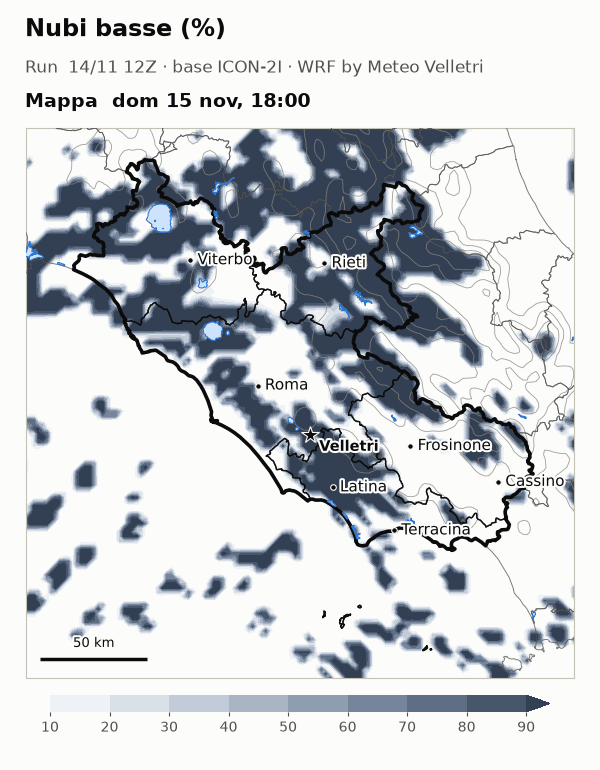 Nubi basse (%)
Run 14/11 12Z · base ICON-2I · WRF by Meteo Velletri
Mappa dom 15 nov, 18:00
Viterbo
Rieti
Roma
Velletri
Frosinone
Latina
Cassino
Terracina
50 km
10 20 30 40 50 60 70 80 90